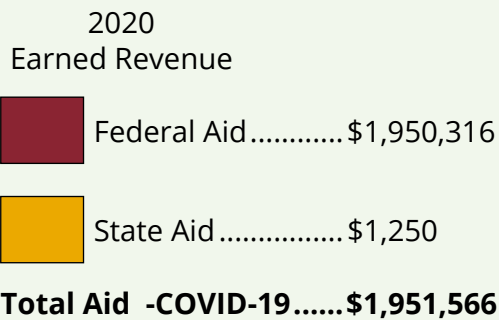 2020
Earned Revenue
Federal Aid............$1,950,316
State Aid................$1,250
Total Aid -COVID-19......$1,951,566